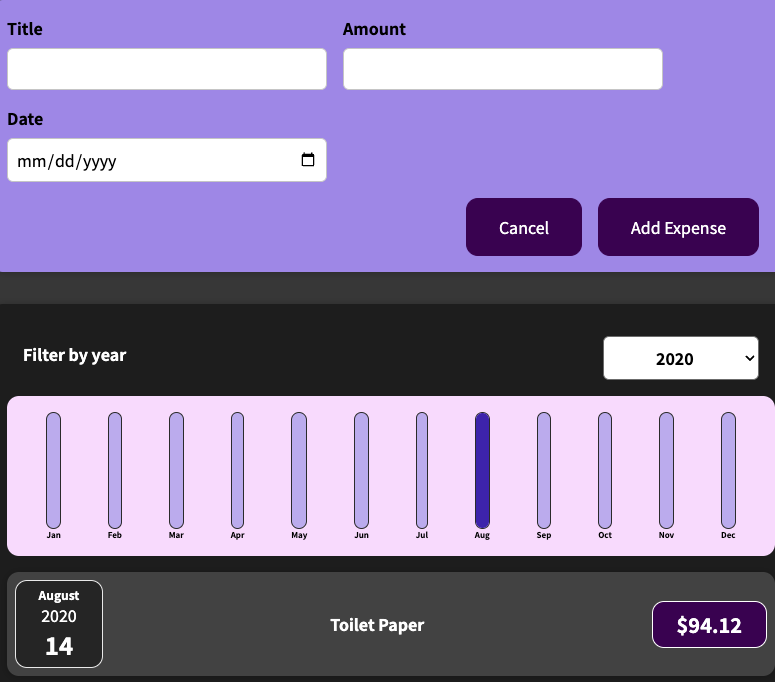 Title Amount
Date
mm/dd/yyyy
Cancel Add Expense
Filter by year 2020
Jan Feb Mar Apr May Jun Jul Aug Sep Oct Nov Dec
August
2020
14
Toilet Paper
$94.12